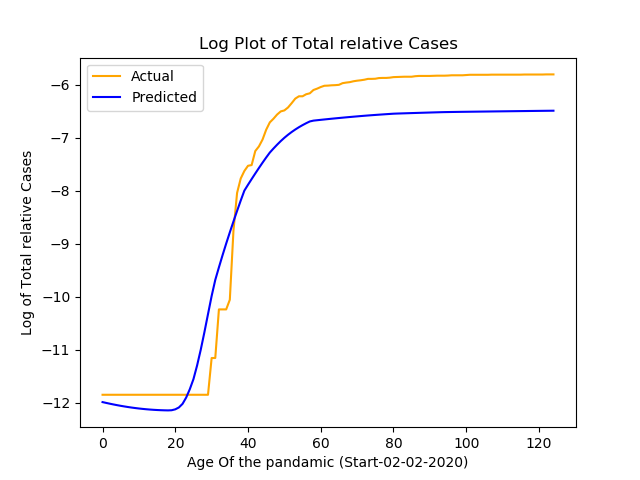 Log Plot of Total relative Cases
Actual
Predicted
Log of Total relative Cases
−6
−7
−8
−9
−10
−11
−12
0 20 40 60 80 100 120
Age Of the pandamic (Start-02-02-2020)